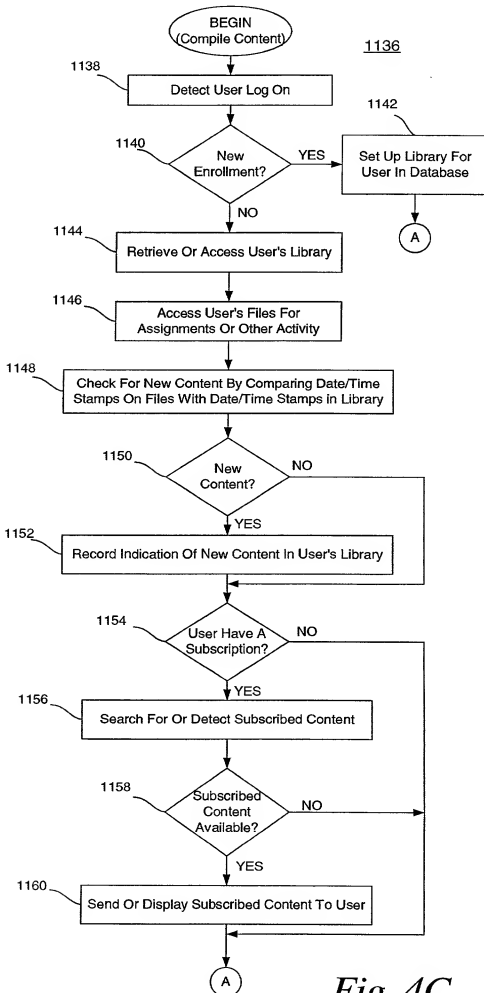 BEGIN
(Compile Content)
1136
1138
Detect User Log On
1140
New
Enrollment?
YES
1142
Set Up Library For
User In Database
A
NO
1144
Retrieve Or Access User's Library
1146
Access User's Files For
Assignments Or Other Activity
1148
Check For New Content By Comparing Date/Time
Stamps On Files With Date/Time Stamps in Library
1150
New
Content?
NO
YES
1152
Record Indication Of New Content In User's Library
1154
User Have A
Subscription?
NO
YES
1156
Search For Or Detect Subscribed Content
1158
Subscribed
Content
Available?
NO
YES
1160
Send Or Display Subscribed Content To User
A
Fig. 4C